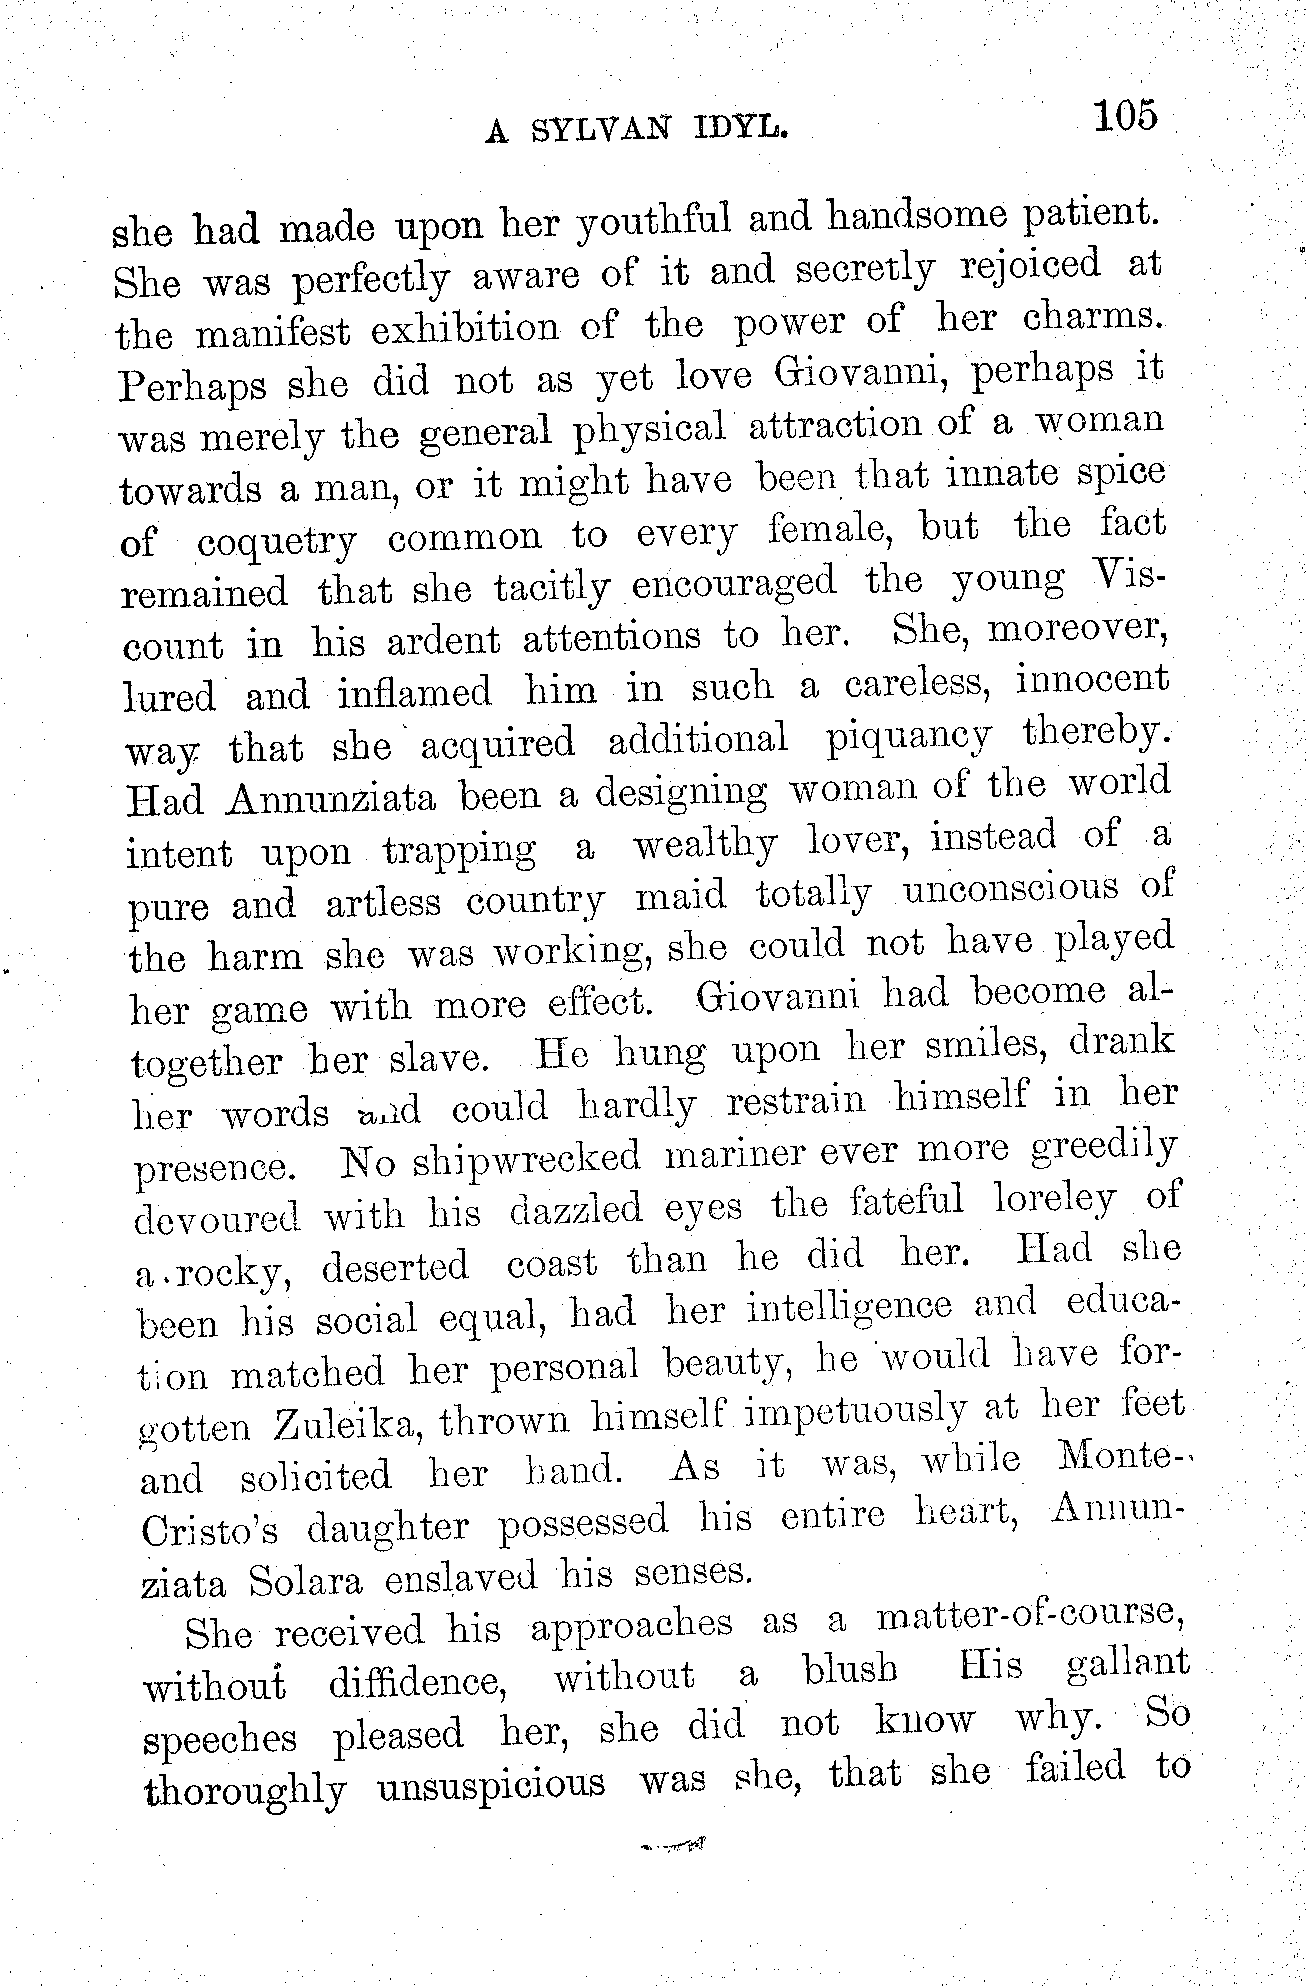 A SYLVAN IDYL. 105
she had made upon her youthful and handsome patient.
She was perfectly aware of it and secretly rejoiced at
the manifest exhibition of the power of her charms.
Perhaps she did not as yet love Giovanni, perhaps it
was merely the general physical attraction of a woman
towards a man, or it might have been that innate spice
of coquetry common to every female, but the fact
remained that she tacitly encouraged the young Vis-
count in his ardent attentions to her. She, moreover,
lured and inflamed him in such a careless, innocent
way that she acquired additional piquancy thereby.
Had Annunziata been a designing woman of the world
intent upon trapping a wealthy lover, instead of a
pure and artless country maid totally unconscious of
the harm she was working, she could not have played
her game with more effect. Giovanni had become al-
together her slave. He hung upon her smiles, drank
her words and could hardly restrain himself in her
presence. No shipwrecked mariner ever more greedily
devoured with his dazzled eyes the fateful loreley of
a rocky, deserted coast than he did her. Had she
been his social equal, had her intelligence and educa-
tion matched her personal beauty, he would have for-
gotten Zuleika, thrown himself impetuously at her feet
and solicited her hand. As it was, while Monte-
Cristo's daughter possessed his entire heart, Annun-
ziata Solara enslaved his senses.
She received his approaches as a matter-of-course,
without diffidence, without a blush His gallant
speeches pleased her, she did not know why. So
thoroughly unsuspicious was she, that she failed to